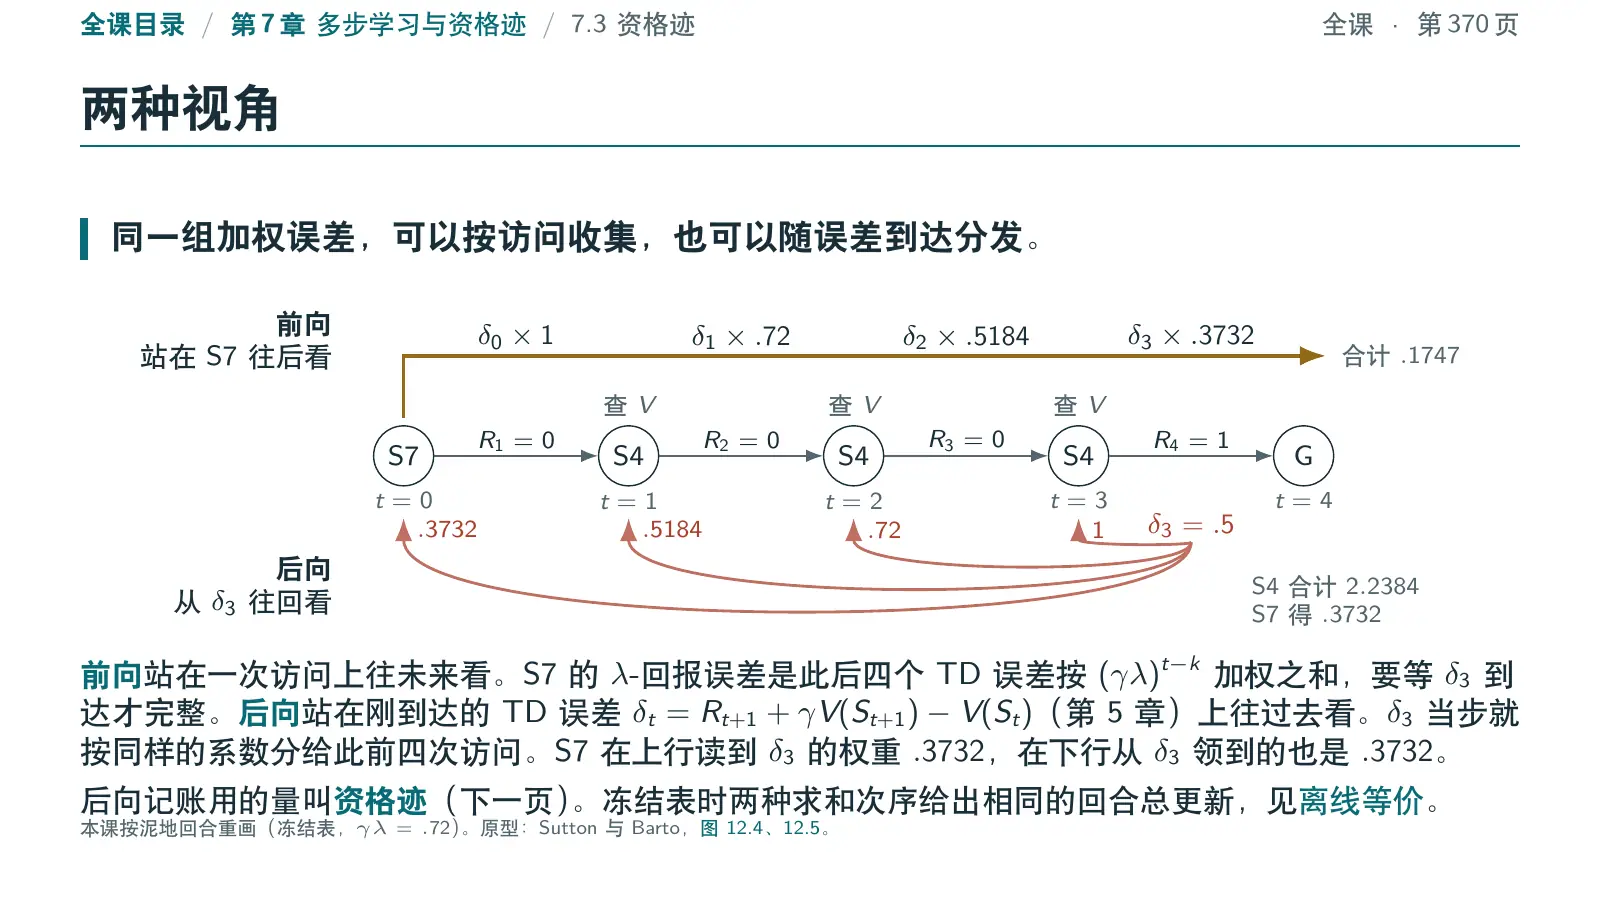 全课目录 / 第 7 章 多步学习与资格迹 / 7.3 资格迹
全课 · 第 370 页
两种视角
同一组加权误差，可以按访问收集，也可以随误差到达分发。
前向
站在 S7 往后看
δ₀ × 1
δ₁ × .72
δ₂ × .5184
δ₃ × .3732
合计 .1747
查 V
查 V
查 V
S7
R₁ = 0
S4
R₂ = 0
S4
R₃ = 0
S4
R₄ = 1
G
t = 0
t = 1
t = 2
t = 3
t = 4
.3732
.5184
.72
1
δ₃ = .5
后向
从 δ₃ 往回看
S4 合计 2.2384
S7 得 .3732
前向站在一次访问上往未来看。S7 的 λ-回报误差是此后四个 TD 误差按 (γλ)^{t−k} 加权之和，要等 δ₃ 到
达才完整。后向站在刚到达的 TD 误差 δ_t = R_{t+1} + γV(S_{t+1}) − V(S_t)（第 5 章）上往过去看。δ₃ 当步就
按同样的系数分给此前四次访问。S7 在上行读到 δ₃ 的权重 .3732，在下行从 δ₃ 领到的也是 .3732。
后向记账用的量叫资格迹（下一页）。冻结表时两种求和次序给出相同的回合总更新，见离线等价。
本课按泥地回合重画（冻结表，γλ = .72）。原型：Sutton 与 Barto，图 12.4、12.5。